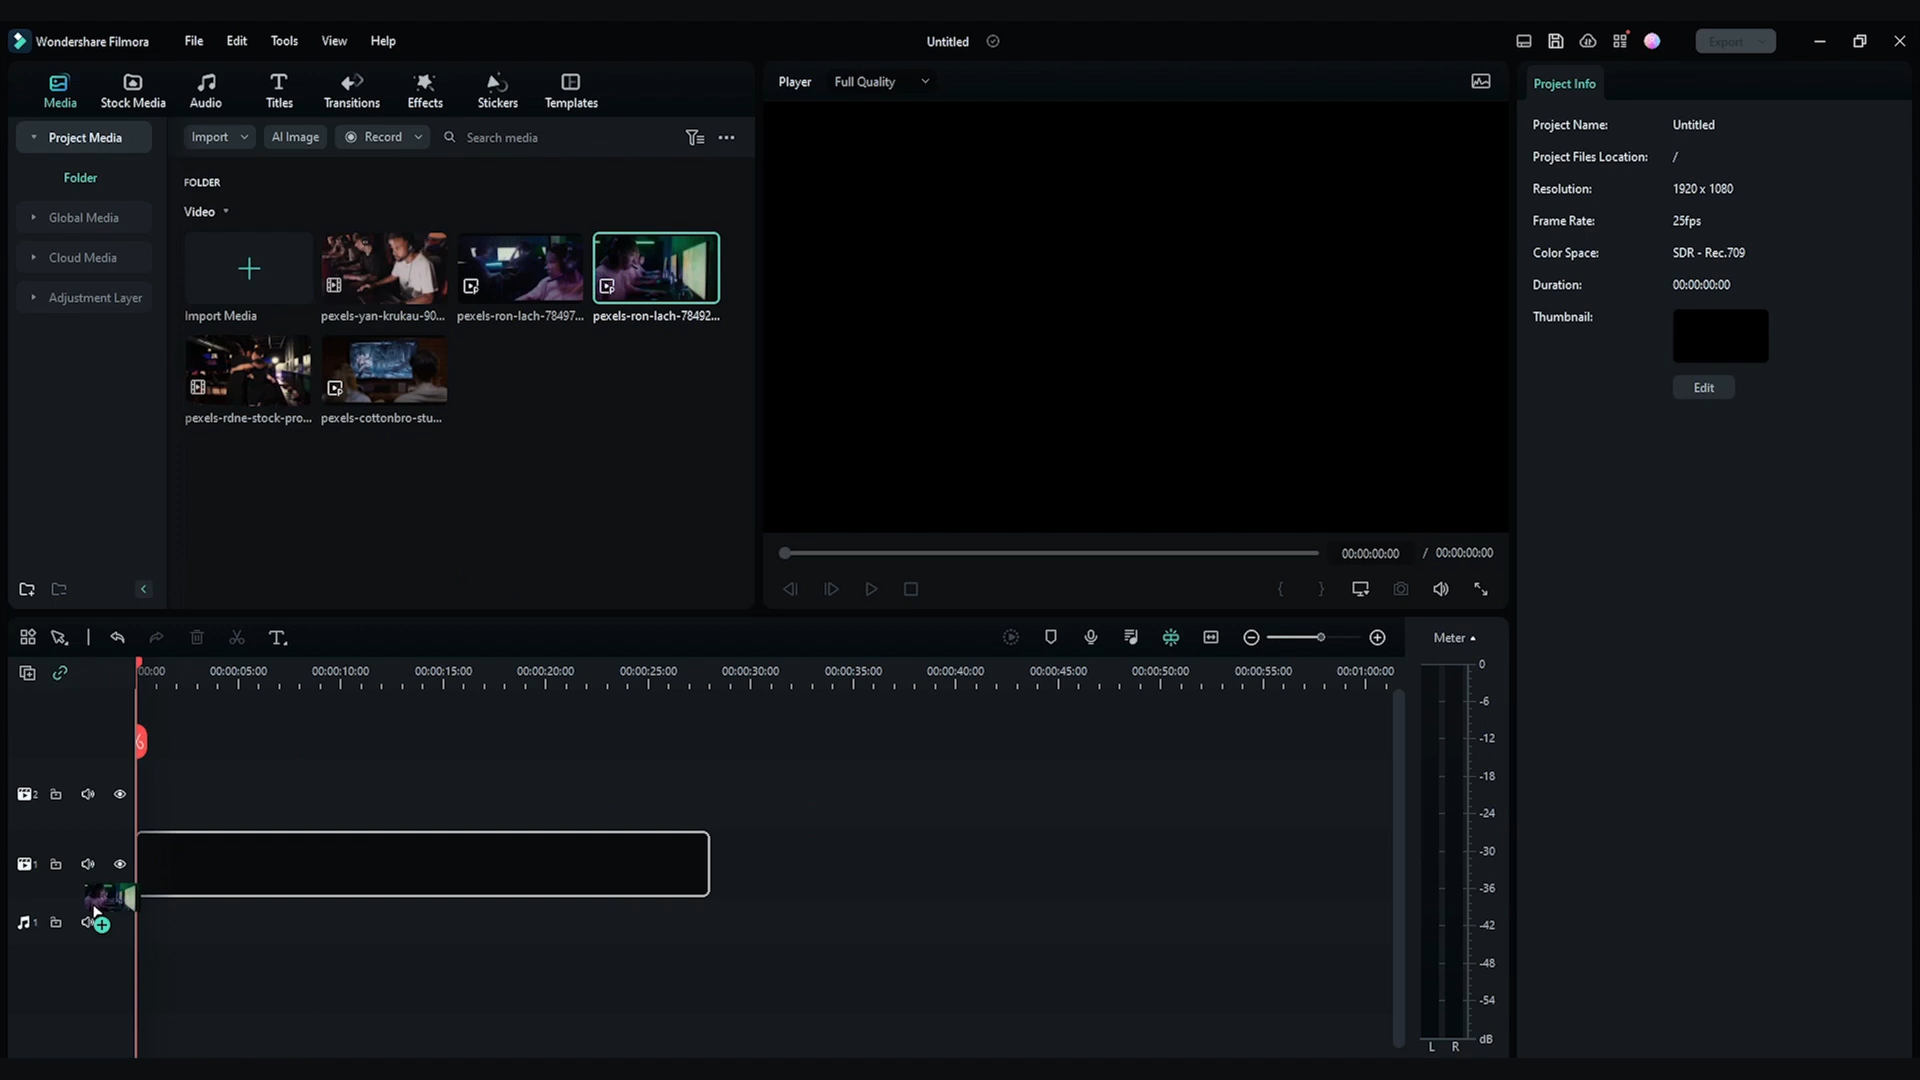 Wondershare Filmora
File Edit Tools View Help
Untitled
Export
Media Stock Media Audio Titles Transitions Effects Stickers Templates
Project Media
Folder
Global Media
Cloud Media
Adjustment Layer
Import AI Image Record Search media
FOLDER
Video
Import Media pexels-yan-krukau-90... pexels-ron-lach-78497... pexels-ron-lach-78492...
pexels-rdne-stock-pro... pexels-cottonbro-stu...
Player Full Quality
00:00:00:00 / 00:00:00:00
Project Info
Project Name: Untitled
Project Files Location: /
Resolution: 1920 x 1080
Frame Rate: 25fps
Color Space: SDR - Rec.709
Duration: 00:00:00:00
Thumbnail:
Edit
Meter
00:00 00:00:05:00 00:00:10:00 00:00:15:00 00:00:20:00 00:00:25:00 00:00:30:00 00:00:35:00 00:00:40:00 00:00:45:00 00:00:50:00 00:00:55:00 00:01:00:00
2
1
1
0
-6
-12
-18
-24
-30
-36
-42
-48
-54
dB
L R